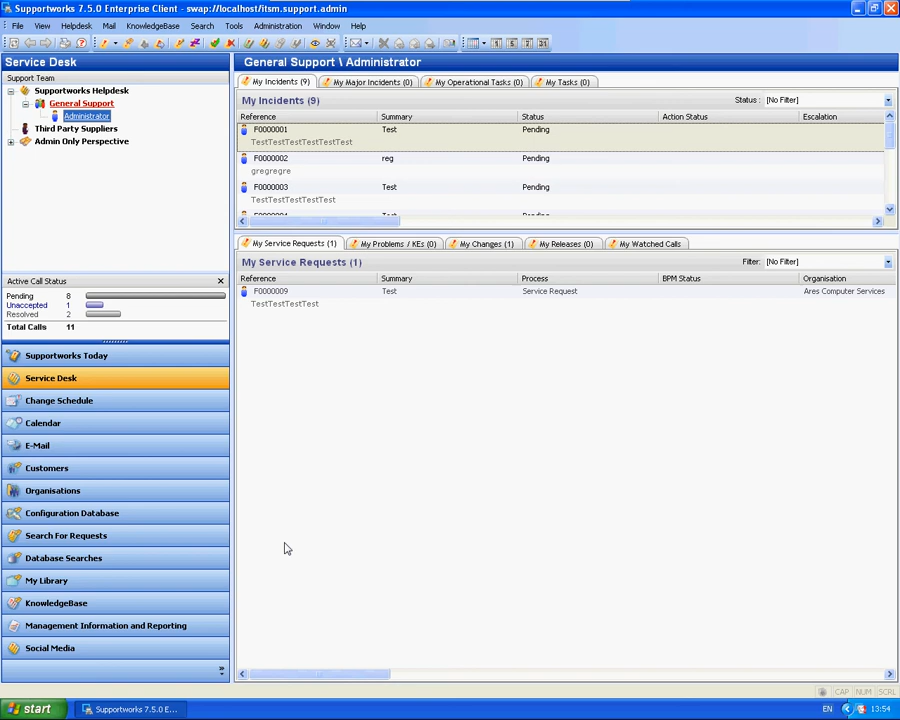 Supportworks 7.5.0 Enterprise Client - swap://localhost/itsm.support.admin
File View Helpdesk Mail KnowledgeBase Search Tools Administration Window Help
Service Desk
Support Team
Supportworks Helpdesk
General Support
Administrator
Third Party Suppliers
Admin Only Perspective
Active Call Status
Pending 8
Unaccepted 1
Resolved 2
Total Calls 11
Supportworks Today
Service Desk
Change Schedule
Calendar
E-Mail
Customers
Organisations
Configuration Database
Search For Requests
Database Searches
My Library
KnowledgeBase
Management Information and Reporting
Social Media
General Support \ Administrator
My Incidents (9) My Major Incidents (0) My Operational Tasks (0) My Tasks (0)
My Incidents (9) Status : [No Filter]
Reference Summary Status Action Status Escalation
F0000001 Test Pending
TestTestTestTestTestTest
F0000002 reg Pending
gregregre
F0000003 Test Pending
TestTestTestTestTest
My Service Requests (1) My Problems / KEs (0) My Changes (1) My Releases (0) My Watched Calls
My Service Requests (1) Filter: [No Filter]
Reference Summary Process BPM Status Organisation
F0000009 Test Service Request Ares Computer Services
TestTestTestTest
CAP NUM SCRL
start Supportworks 7.5.0 E... EN 13:54